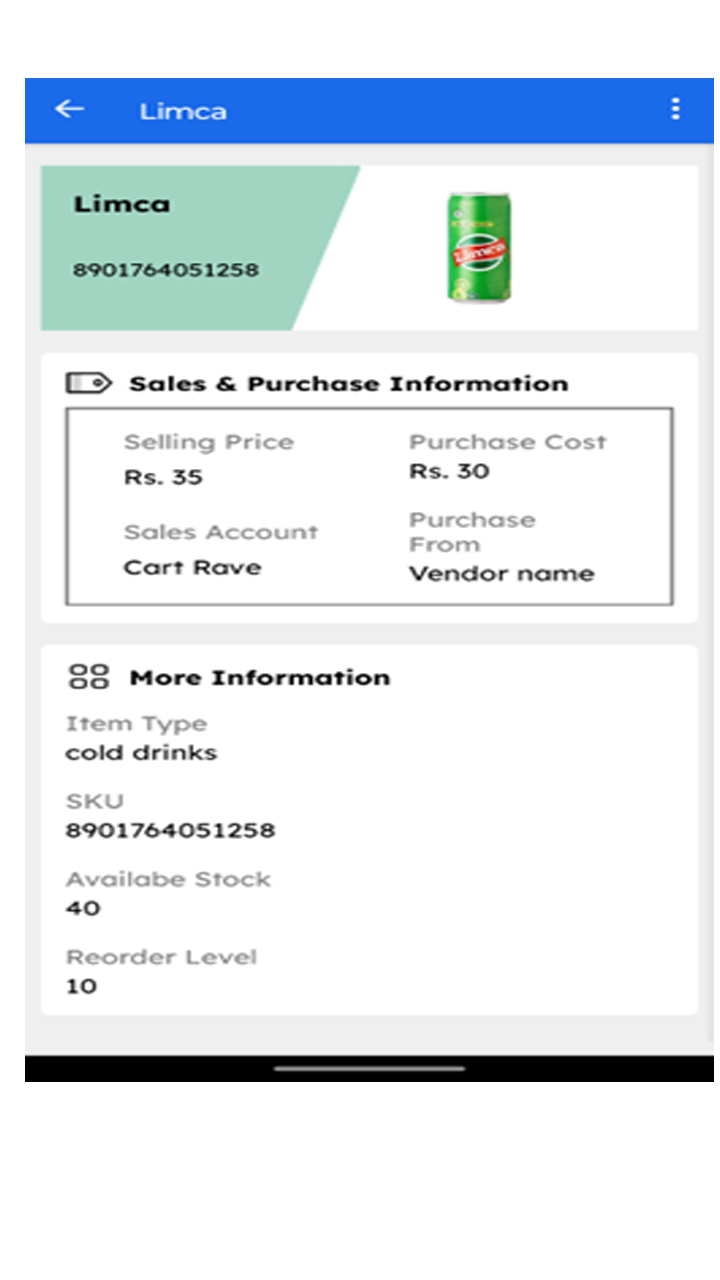 Limca
Limca
8901764051258
Limca
Sales & Purchase Information
Selling Price
Purchase Cost
Rs. 35
Rs. 30
Sales Account
Purchase
From
Cart Rave
Vendor name
More Information
Item Type
cold drinks
SKU
8901764051258
Availabe Stock
40
Reorder Level
10